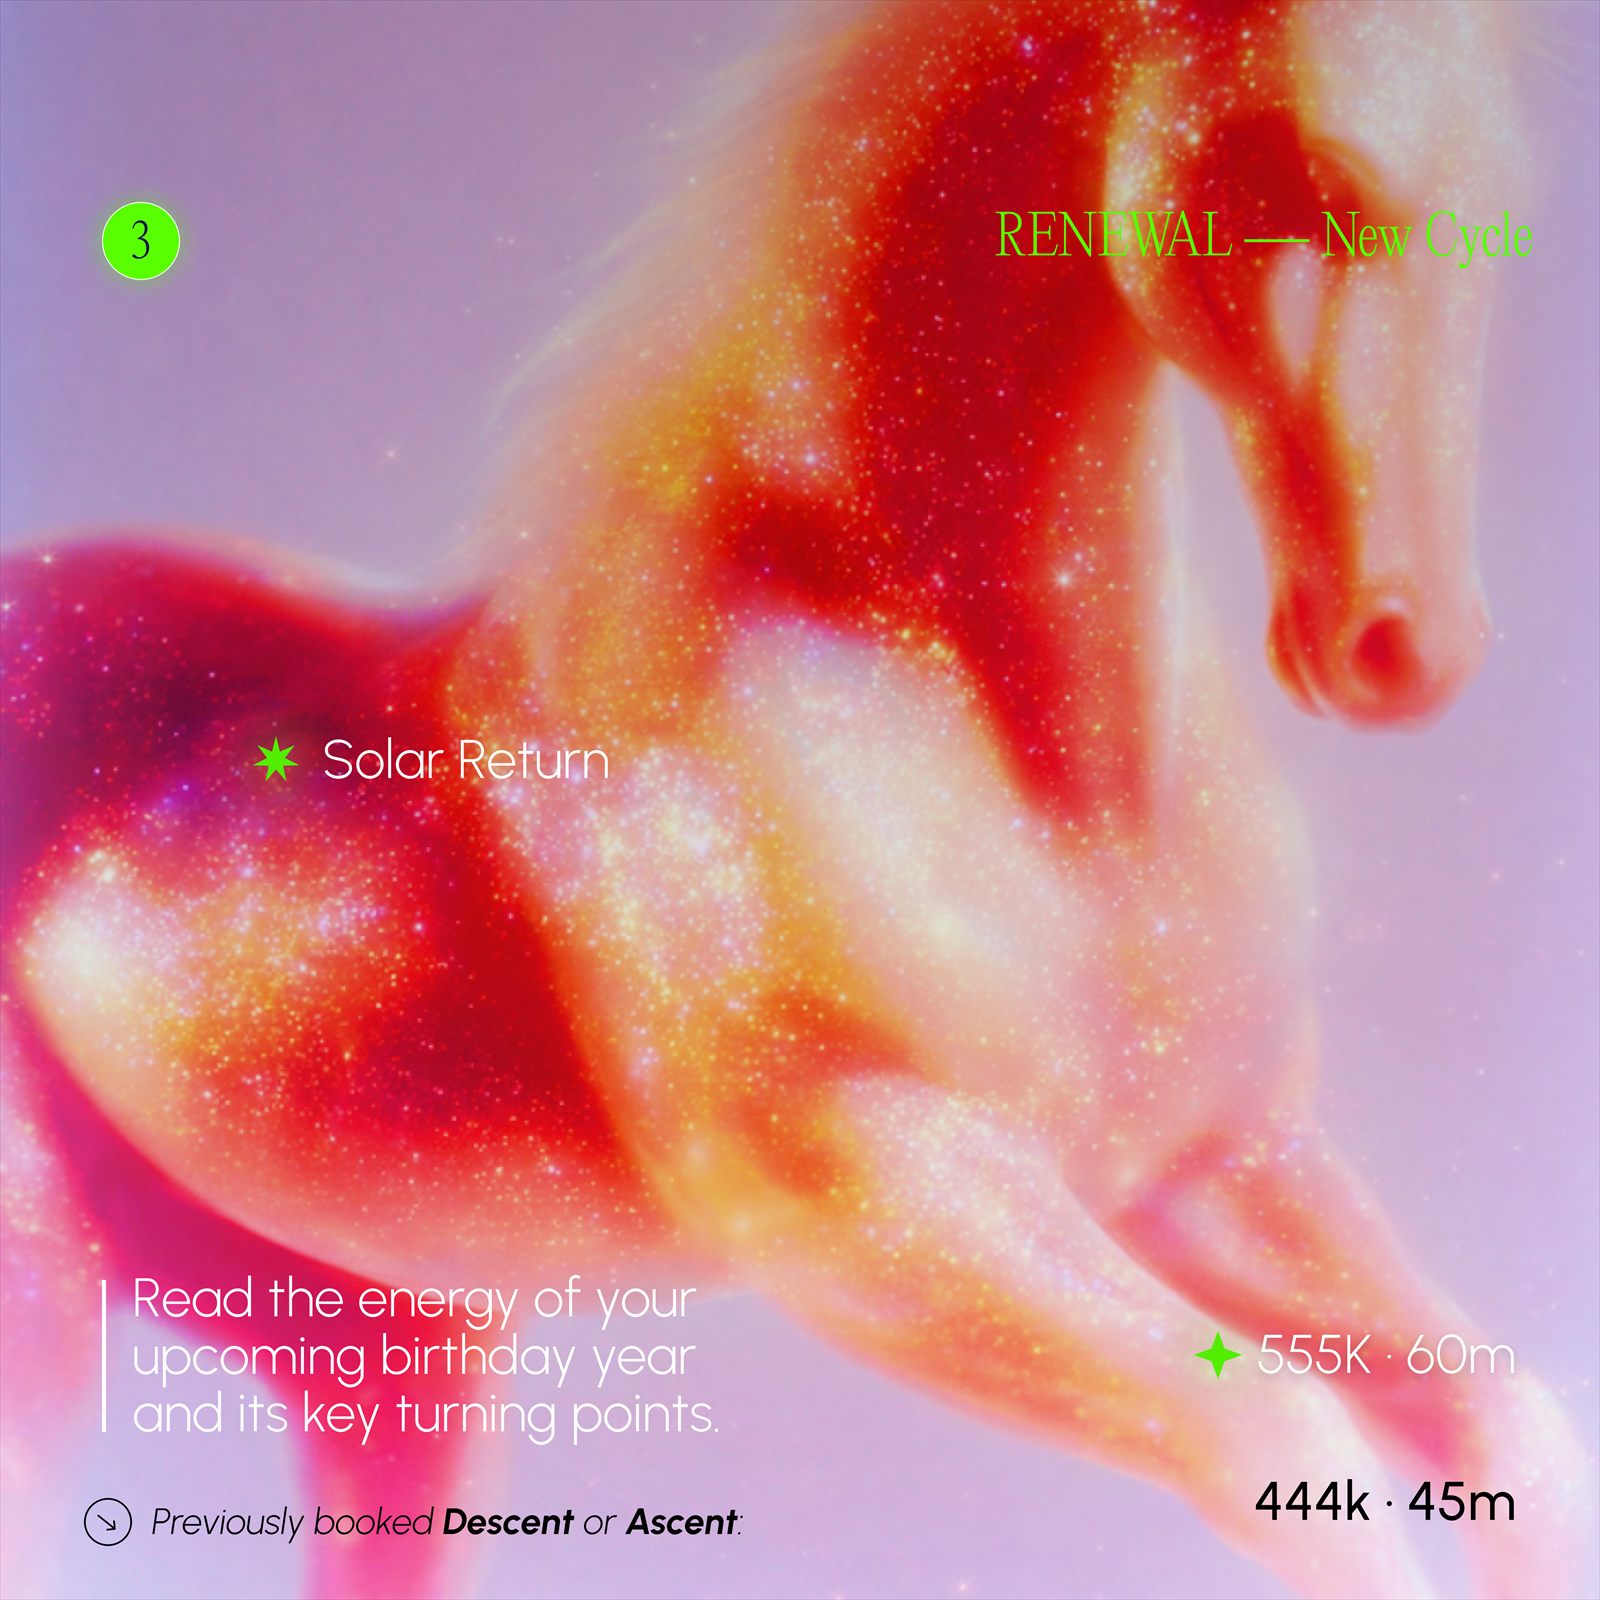 3
RENEWAL — New Cycle
Solar Return
Read the energy of your
upcoming birthday year
and its key turning points.
555K · 60m
Previously booked Descent or Ascent:
444k · 45m